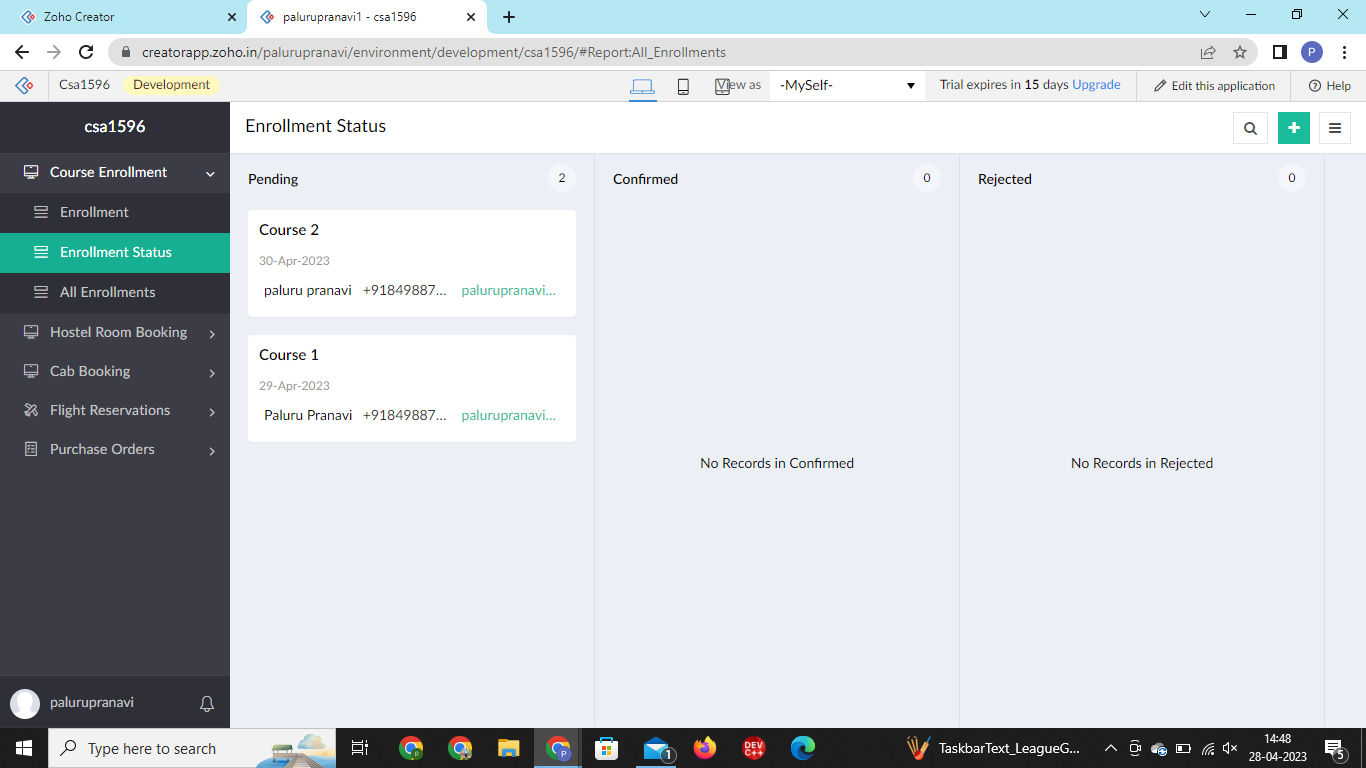 Zoho Creator
palurupranavi1 - csa1596
creatorapp.zoho.in/palurupranavi/environment/development/csa1596/#Report:All_Enrollments
P
Csa1596
Development
View as
-MySelf-
Trial expires in 15 days Upgrade
Edit this application
Help
csa1596
Course Enrollment
Enrollment
Enrollment Status
All Enrollments
Hostel Room Booking
Cab Booking
Flight Reservations
Purchase Orders
palurupranavi
Enrollment Status
Pending 2
Course 2
30-Apr-2023
paluru pranavi +91849887... palurupranavi...
Course 1
29-Apr-2023
Paluru Pranavi +91849887... palurupranavi...
Confirmed 0
No Records in Confirmed
Rejected 0
No Records in Rejected
Type here to search
P
P
1
DEV
C++
TaskbarText_LeagueG...
14:48
28-04-2023
5